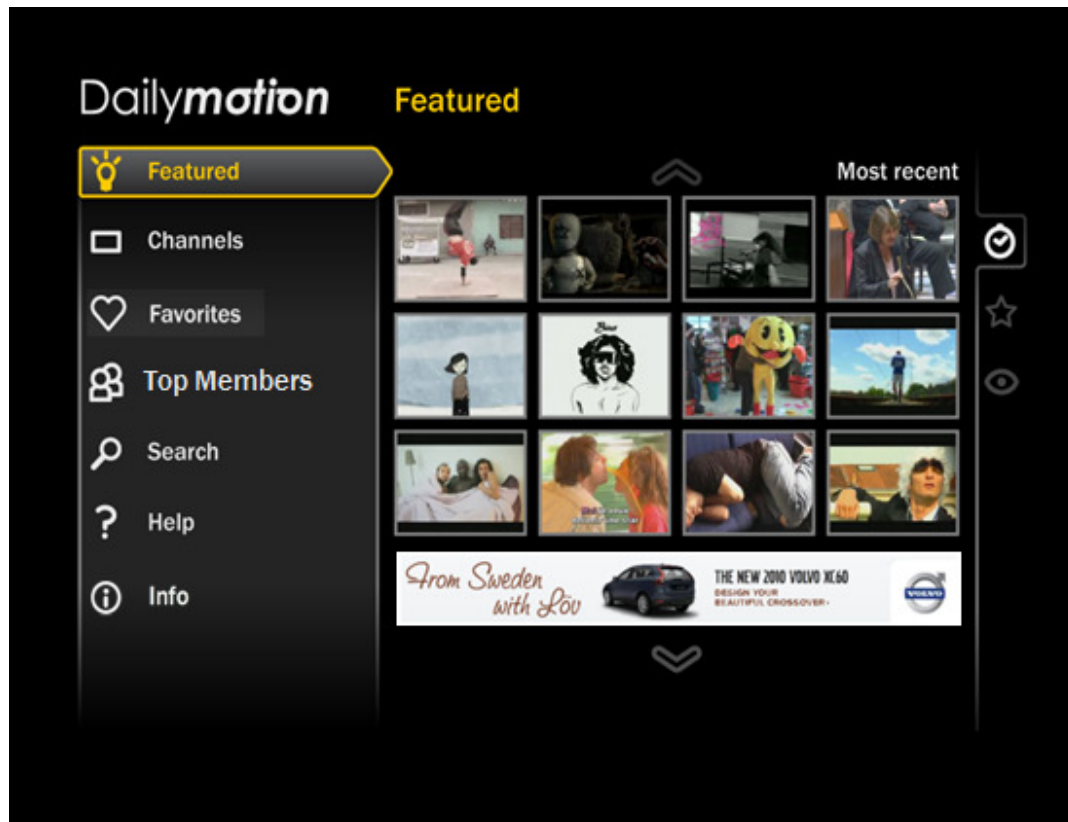 Dailymotion
Featured
Featured
Most recent
Channels
Favorites
Top Members
Search
Help
Info
From Sweden
with Löv
THE NEW 2010 VOLVO XC60
DESIGN YOUR
BEAUTIFUL CROSSOVER
VOLVO